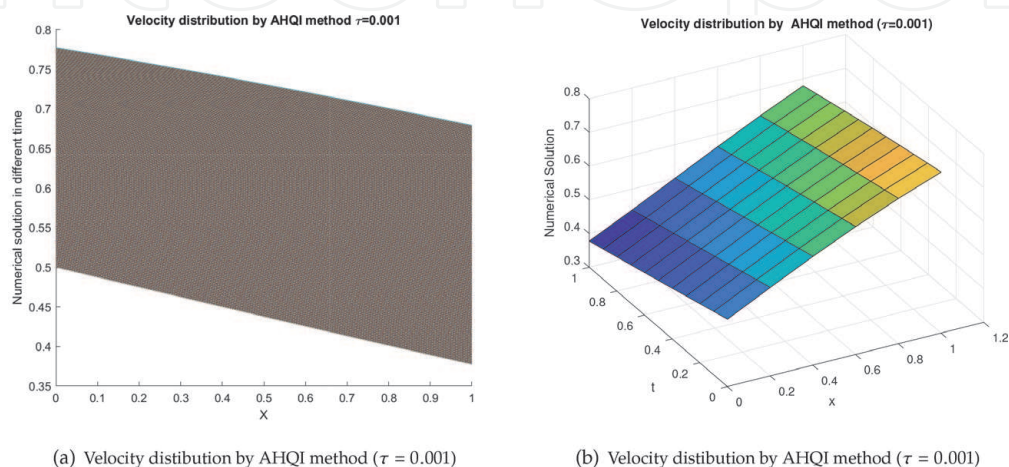 Velocity distribution by AHQI method τ=0.001
Numerical solution in different time
0.8
0.75
0.7
0.65
0.6
0.55
0.5
0.45
0.4
0.35
0 0.1 0.2 0.3 0.4 0.5 0.6 0.7 0.8 0.9 1
X
(a) Velocity distibution by AHQI method (τ = 0.001)
Velocity distribution by AHQI method (τ=0.001)
Numerical Solution
0.8
0.7
0.6
0.5
0.4
0.3
1
0.8
0.6
0.4
0.2
0
t
0 0.2 0.4 0.6 0.8 1 1.2
x
(b) Velocity distibution by AHQI method (τ = 0.001)